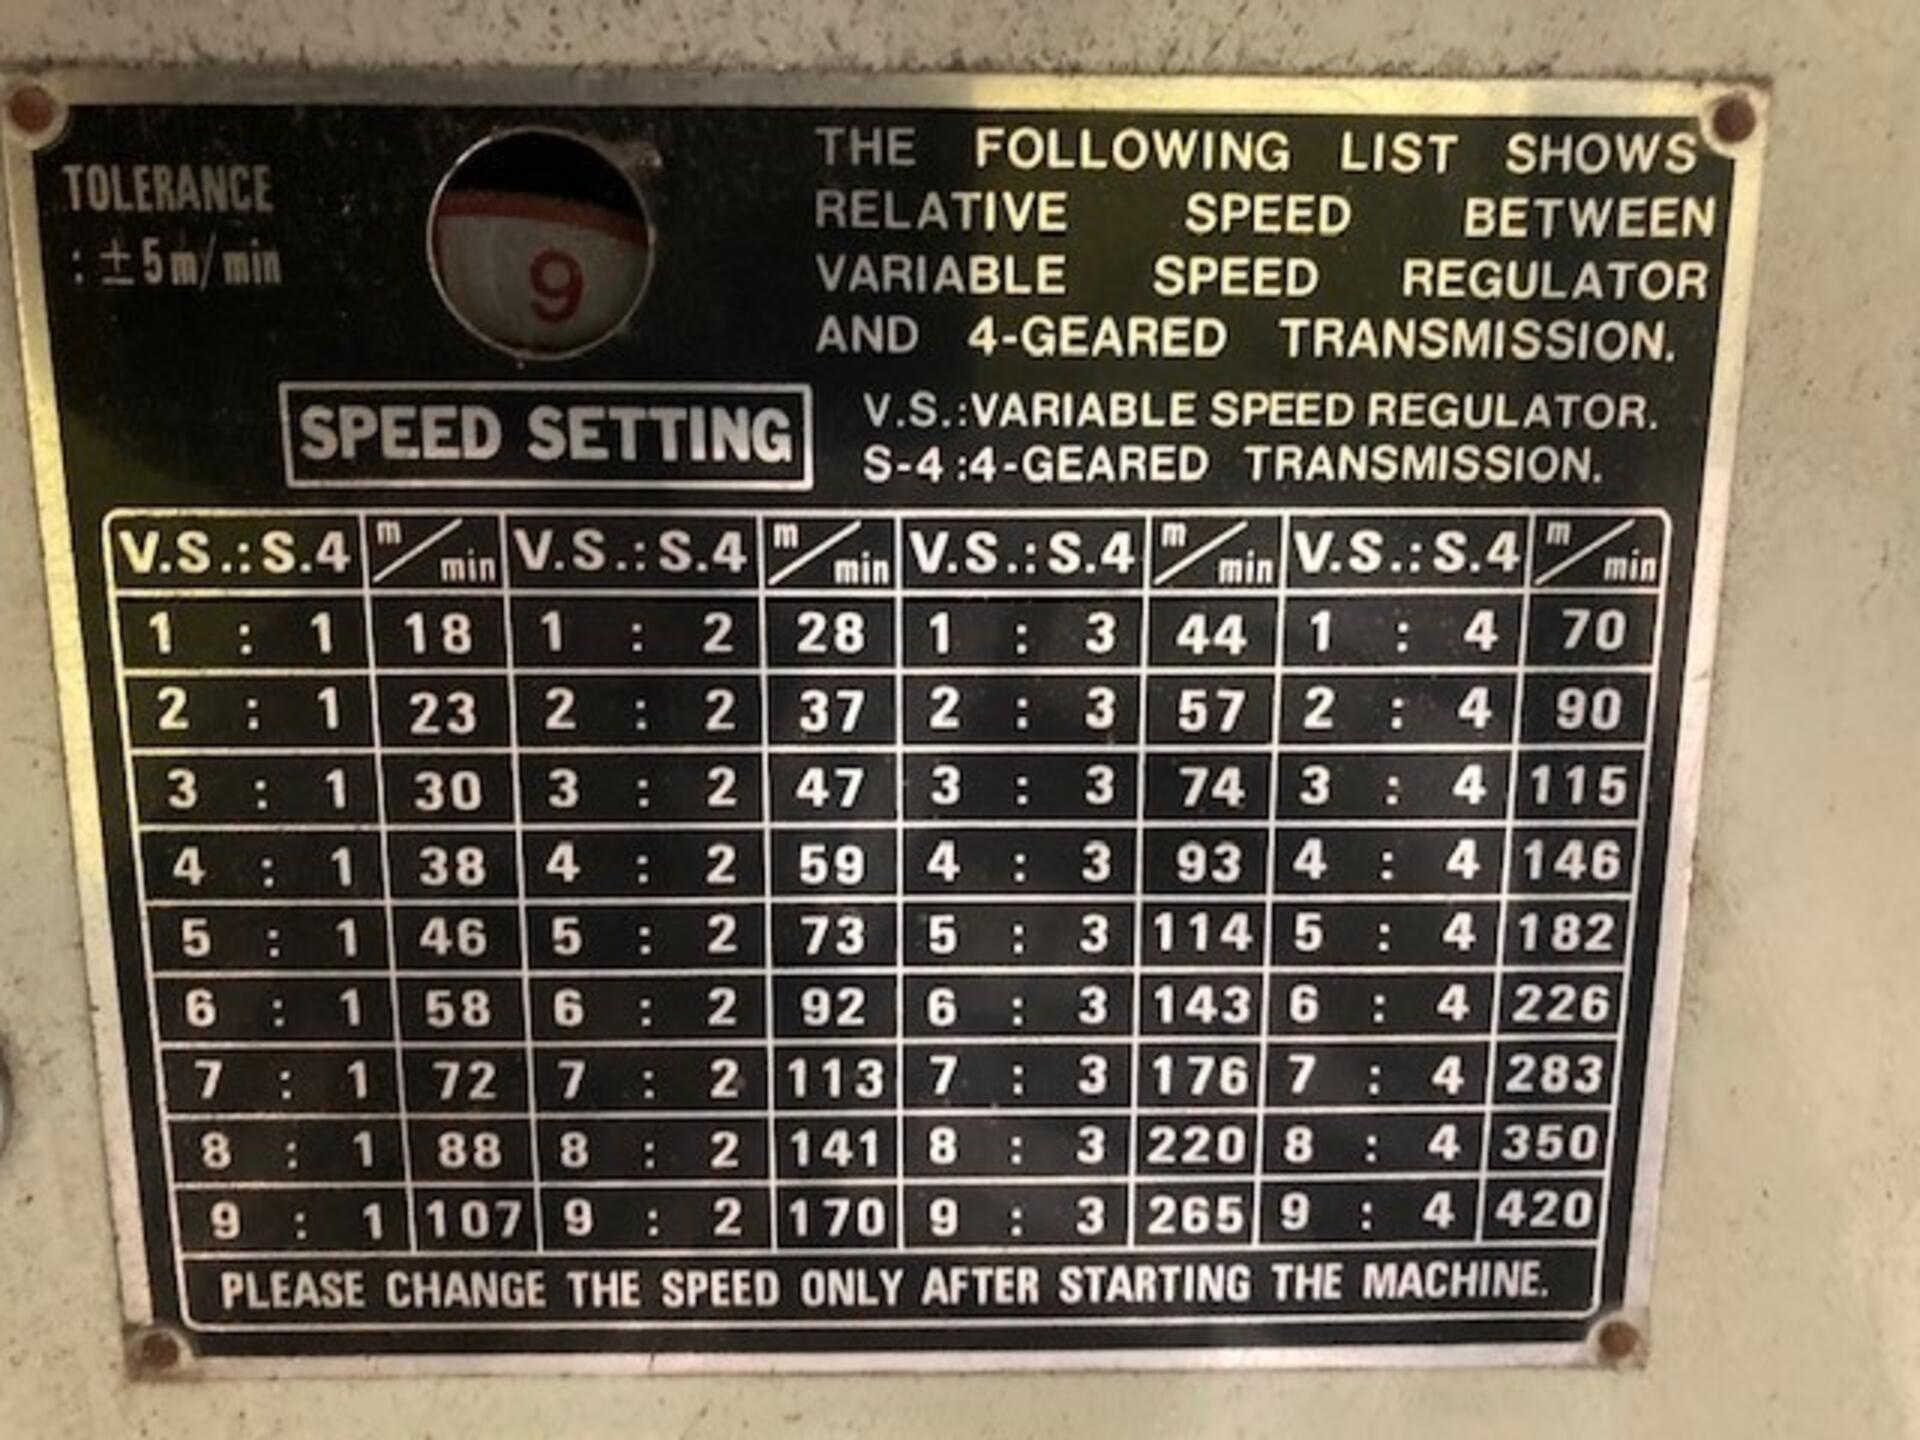 TOLERANCE
: ± 5 m/min
9
THE FOLLOWING LIST SHOWS
RELATIVE SPEED BETWEEN
VARIABLE SPEED REGULATOR
AND 4-GEARED TRANSMISSION.
SPEED SETTING
V.S.:VARIABLE SPEED REGULATOR.
S-4:4-GEARED TRANSMISSION.
V.S.:S.4 m/min V.S.:S.4 m/min V.S.:S.4 m/min V.S.:S.4 m/min
1 : 1 18 1 : 2 28 1 : 3 44 1 : 4 70
2 : 1 23 2 : 2 37 2 : 3 57 2 : 4 90
3 : 1 30 3 : 2 47 3 : 3 74 3 : 4 115
4 : 1 38 4 : 2 59 4 : 3 93 4 : 4 146
5 : 1 46 5 : 2 73 5 : 3 114 5 : 4 182
6 : 1 58 6 : 2 92 6 : 3 143 6 : 4 226
7 : 1 72 7 : 2 113 7 : 3 176 7 : 4 283
8 : 1 88 8 : 2 141 8 : 3 220 8 : 4 350
9 : 1 107 9 : 2 170 9 : 3 265 9 : 4 420
PLEASE CHANGE THE SPEED ONLY AFTER STARTING THE MACHINE.